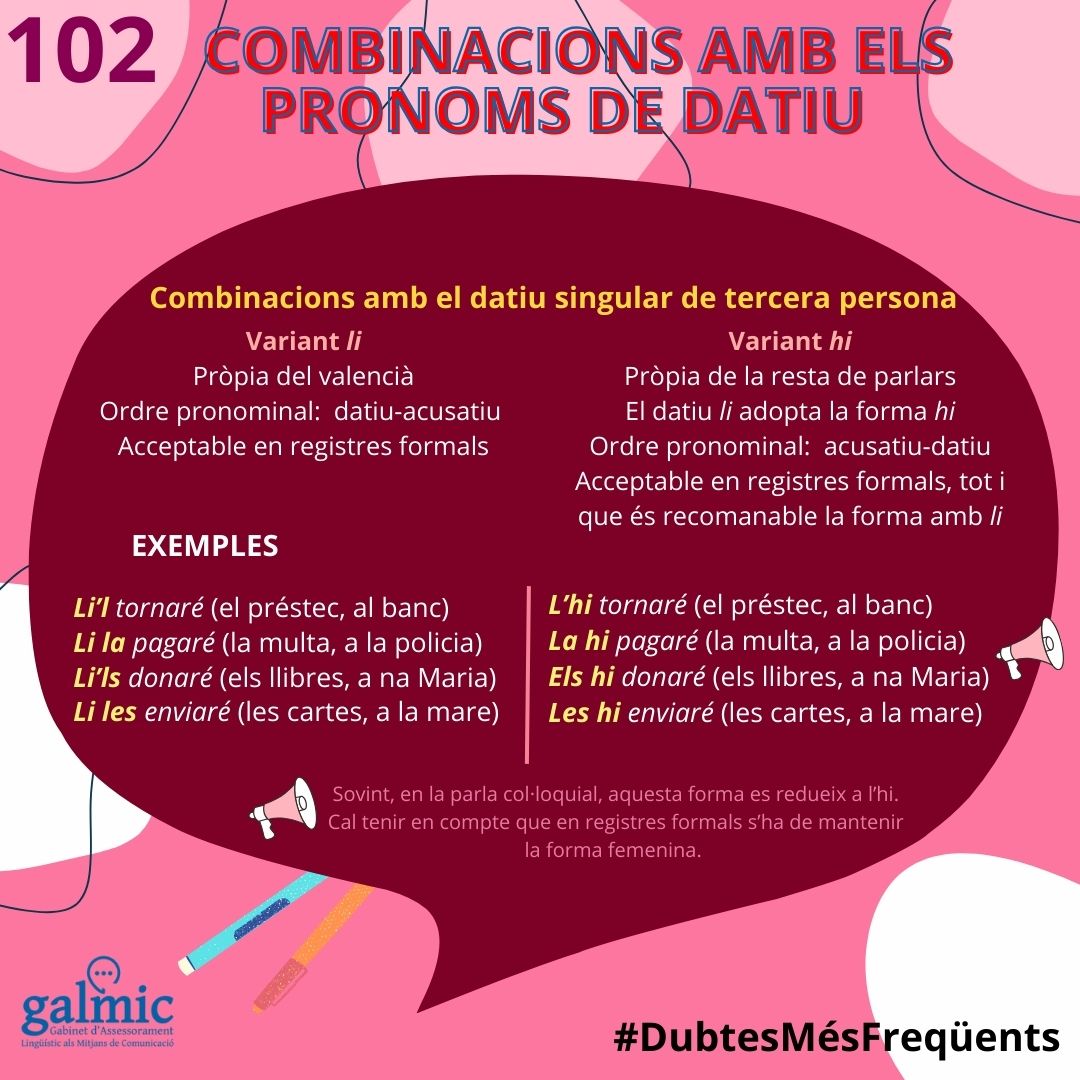 102
COMBINACIONS AMB ELS
PRONOMS DE DATIU
Combinacions amb el datiu singular de tercera persona
Variant li
Pròpia del valencià
Ordre pronominal: datiu-acusatiu
Acceptable en registres formals
Variant hi
Pròpia de la resta de parlars
El datiu li adopta la forma hi
Ordre pronominal: acusatiu-datiu
Acceptable en registres formals, tot i
que és recomanable la forma amb li
EXEMPLES
Li’l tornaré (el préstec, al banc)
Li la pagaré (la multa, a la policia)
Li’ls donaré (els llibres, a na Maria)
Li les enviaré (les cartes, a la mare)
L’hi tornaré (el préstec, al banc)
La hi pagaré (la multa, a la policia)
Els hi donaré (els llibres, a na Maria)
Les hi enviaré (les cartes, a la mare)
Sovint, en la parla col·loquial, aquesta forma es redueix a l’hi.
Cal tenir en compte que en registres formals s’ha de mantenir
la forma femenina.
galmic
Gabinet d'Assessorament
Lingüístic als Mitjans de Comunicació
#DubtesMésFreqüents